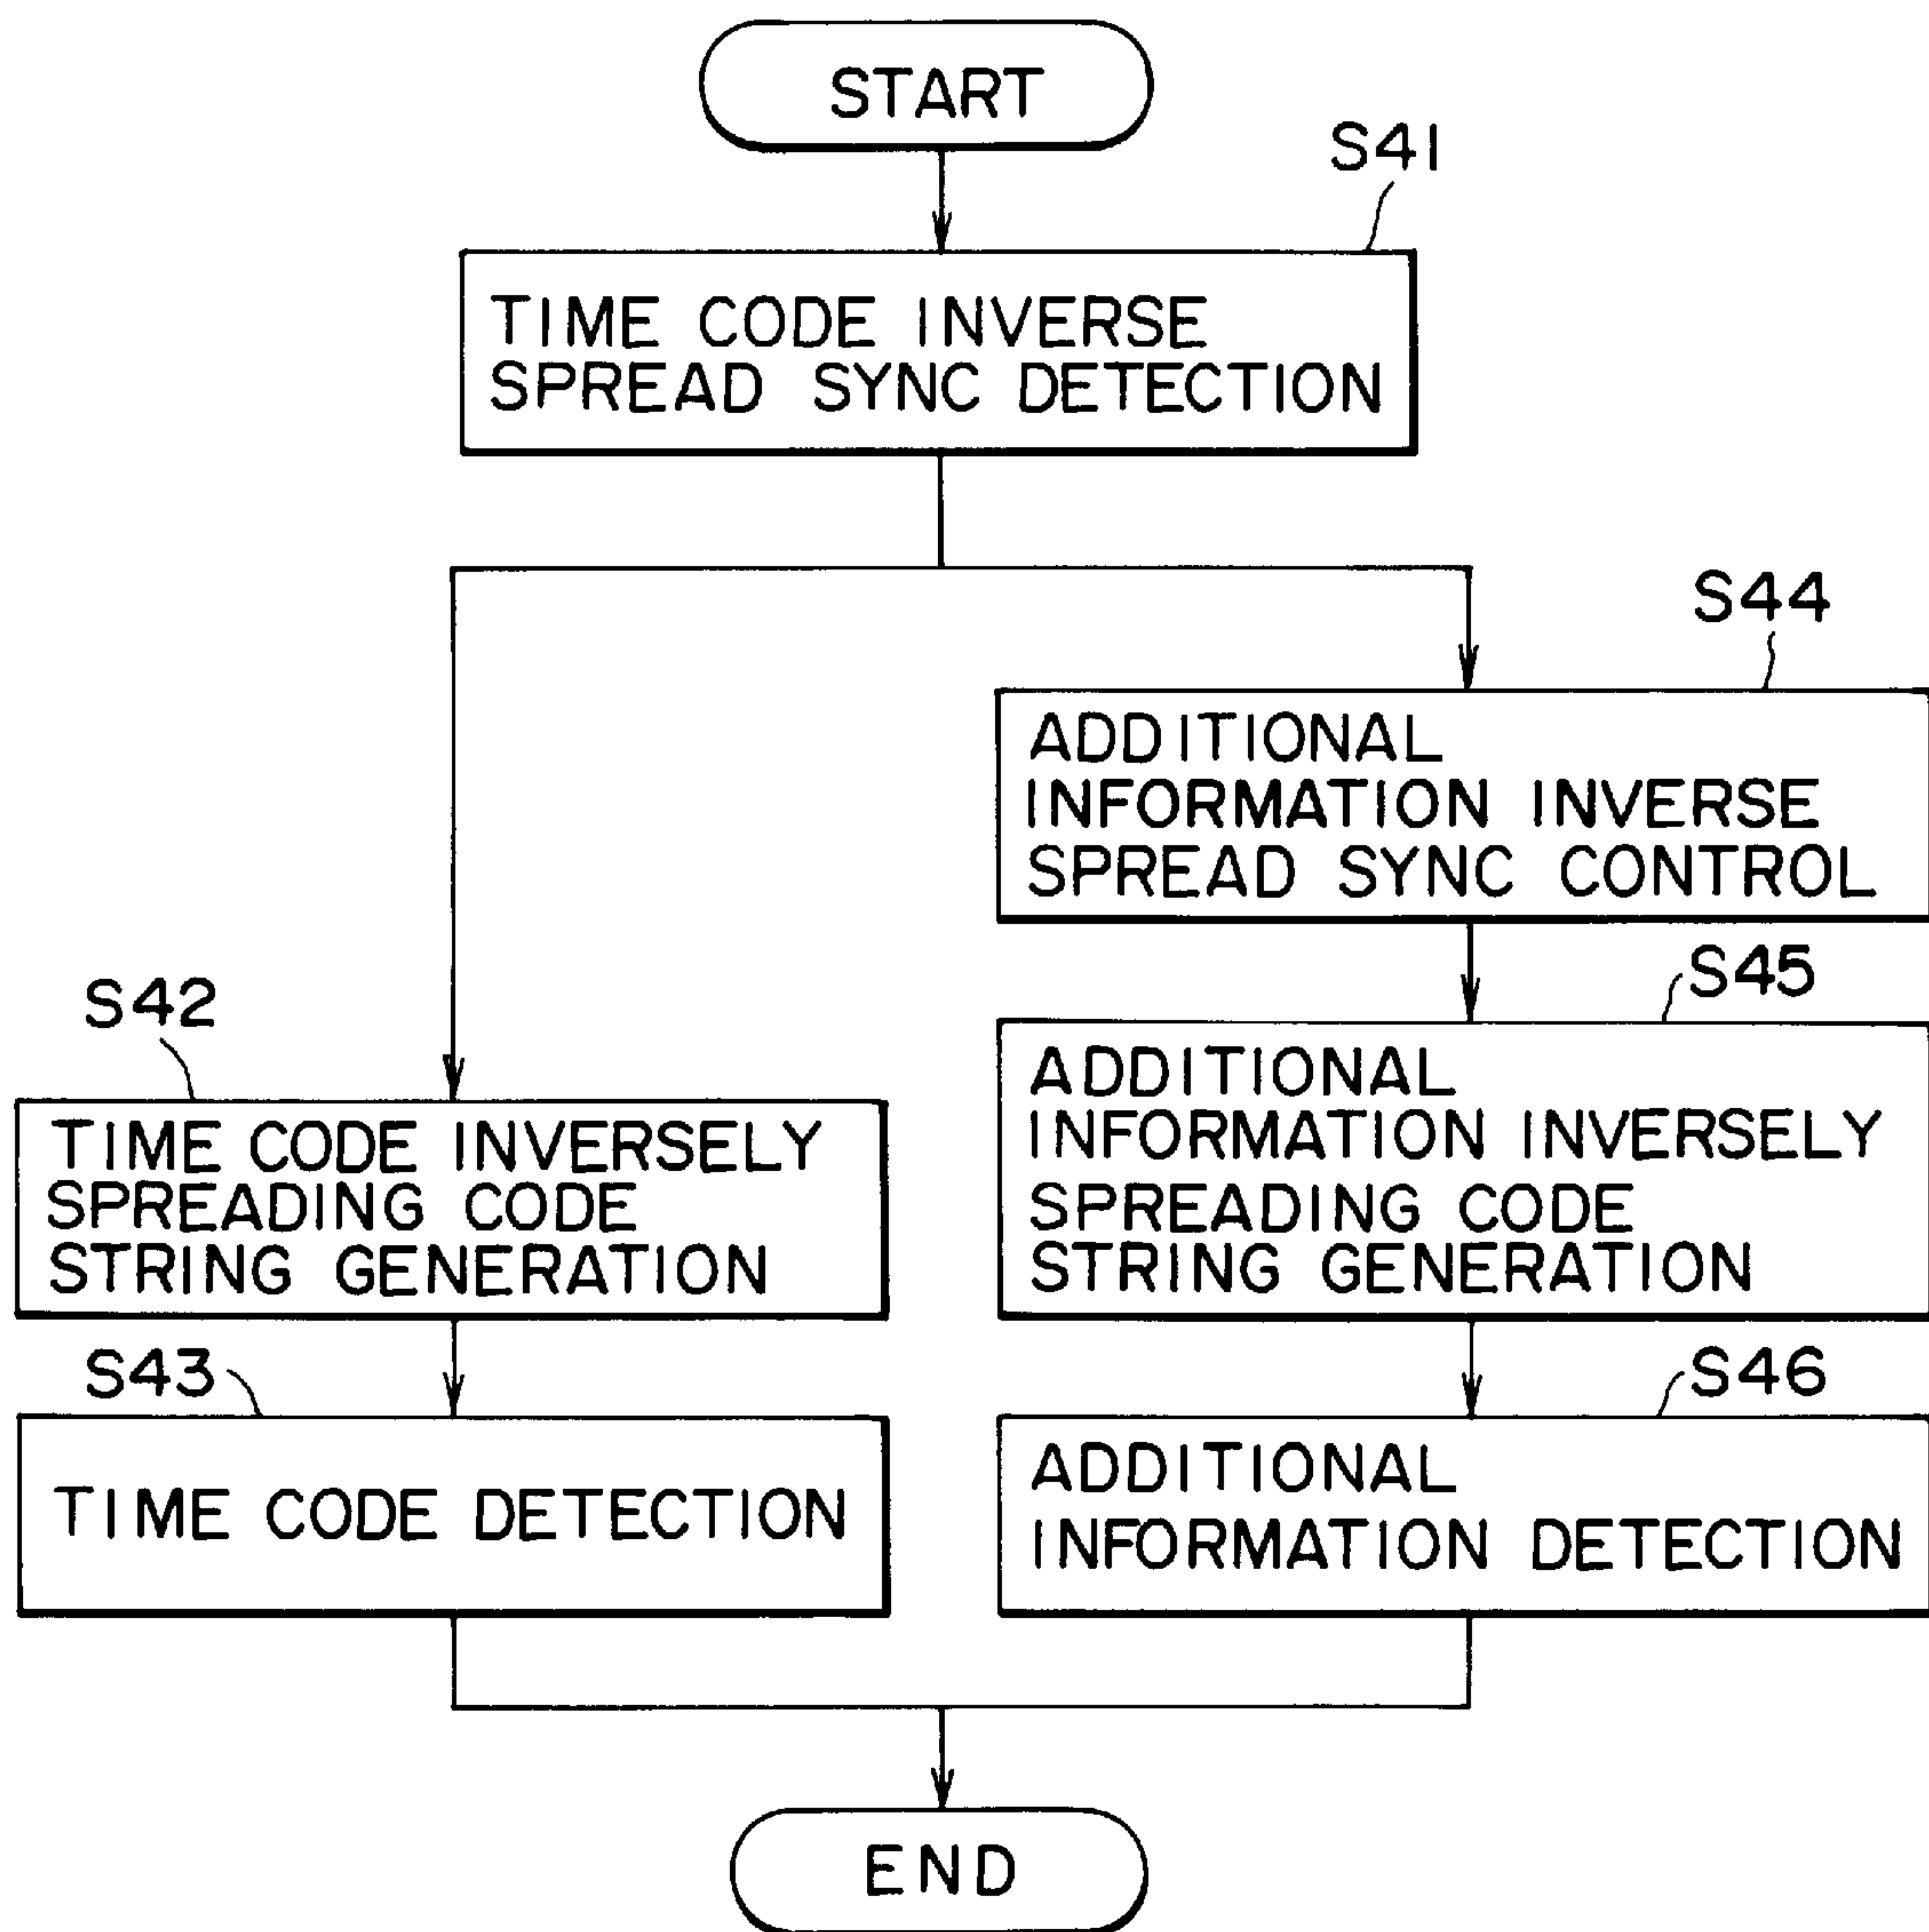 START
S41
TIME CODE INVERSE
SPREAD SYNC DETECTION
S44
ADDITIONAL
INFORMATION INVERSE
SPREAD SYNC CONTROL
S42
TIME CODE INVERSELY
SPREADING CODE
STRING GENERATION
S45
ADDITIONAL
INFORMATION INVERSELY
SPREADING CODE
STRING GENERATION
S43
TIME CODE DETECTION
S46
ADDITIONAL
INFORMATION DETECTION
END